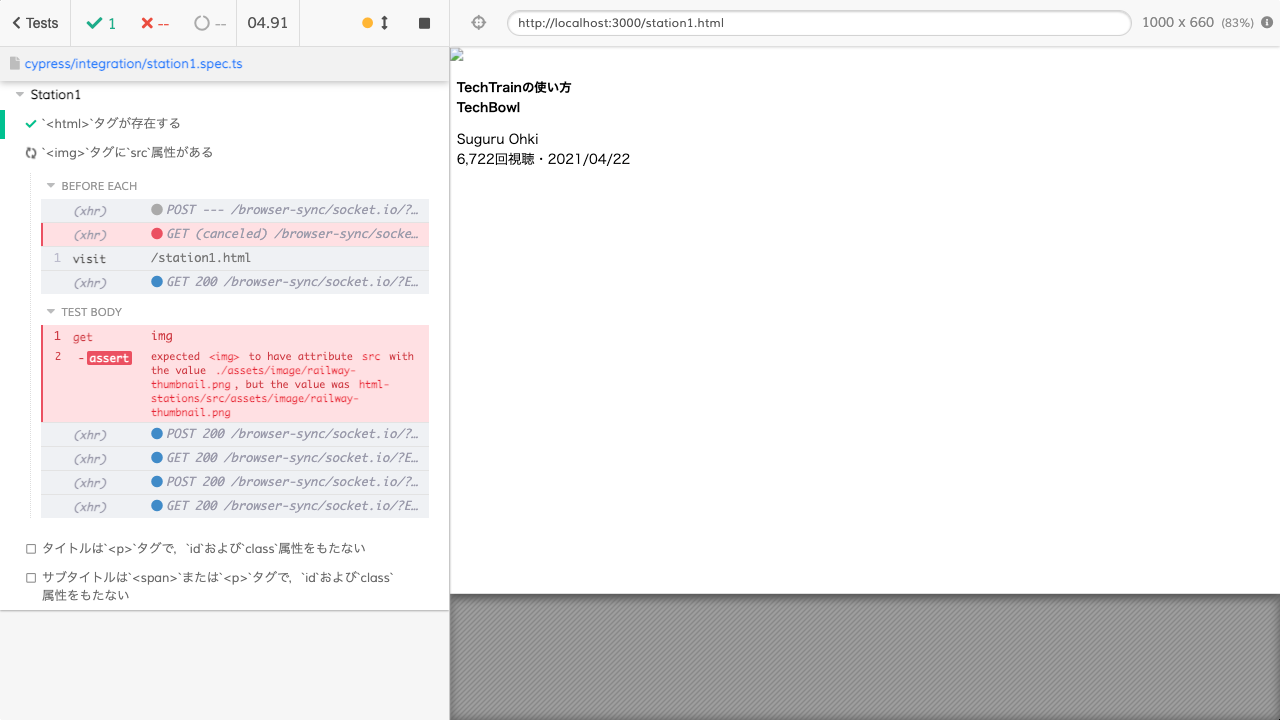 Tests
1
--
--
04.91
http://localhost:3000/station1.html
1000 x 660 (83%)
cypress/integration/station1.spec.ts
Station1
`<html>`タグが存在する
`<img>`タグに`src`属性がある
BEFORE EACH
(xhr) POST --- /browser-sync/socket.io/?…
(xhr) GET (canceled) /browser-sync/socke…
1 visit /station1.html
(xhr) GET 200 /browser-sync/socket.io/?E…
TEST BODY
1 get img
2 -assert expected <img> to have attribute src with
the value ./assets/image/railway-
thumbnail.png, but the value was html-
stations/src/assets/image/railway-
thumbnail.png
(xhr) POST 200 /browser-sync/socket.io/?…
(xhr) GET 200 /browser-sync/socket.io/?E…
(xhr) POST 200 /browser-sync/socket.io/?…
(xhr) GET 200 /browser-sync/socket.io/?E…
タイトルは`<p>`タグで，`id`および`class`属性をもたない
サブタイトルは`<span>`または`<p>`タグで，`id`および`class`
属性をもたない
TechTrainの使い方
TechBowl
Suguru Ohki
6,722回視聴・2021/04/22